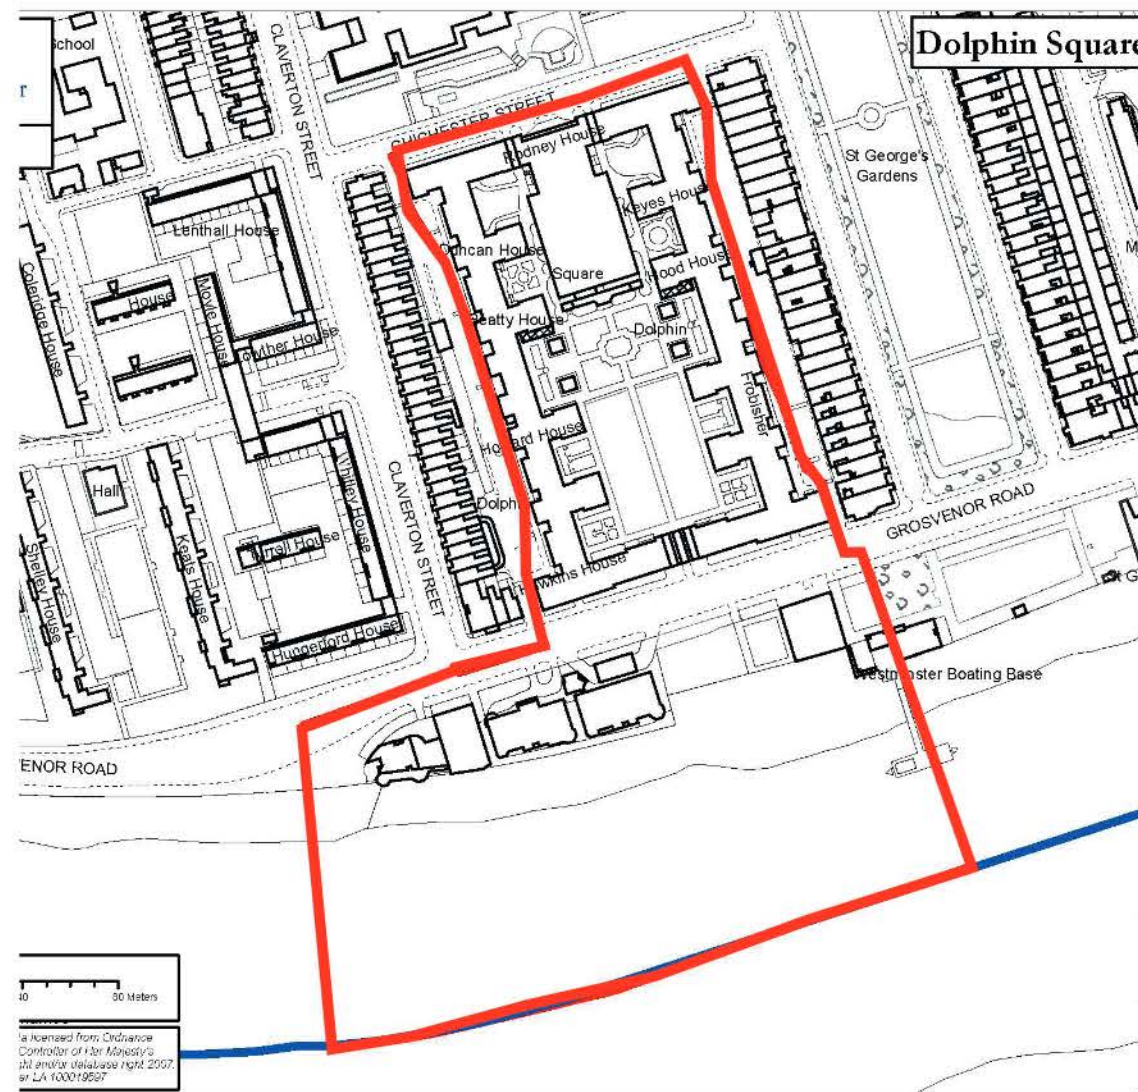 Dolphin Square
School
r
CLAVERTON STREET
CHICHESTER STREET
Rodney House
St George's
Gardens
Keyes House
Lenthall House
Duncan House
Hood House
Square
Coleridge House
House
Moyle House
Beatty House
Dolphin
Lowther House
Frobisher
Howard House
Hall
Whitley House
CLAVERTON STREET
Dolphin
GROSVENOR ROAD
Shelley House
Keats House
Tyrrell House
Hawkins House
Hungerford House
Westminster Boating Base
ENOR ROAD
80 Meters
a licensed from Ordnance
Controller of Her Majesty's
ht and/or database right 2007.
er LA 100019597